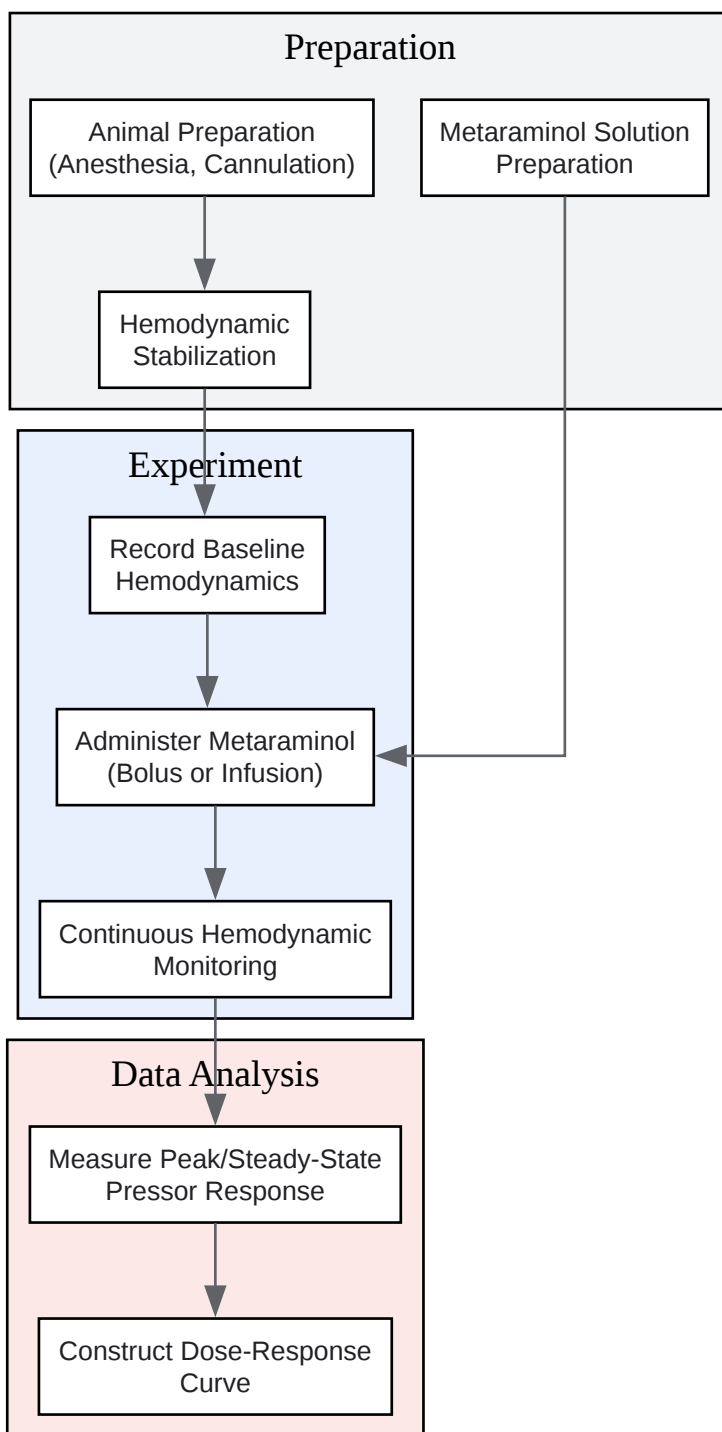 Preparation
Animal Preparation
(Anesthesia, Cannulation)
Metaraminol Solution
Preparation
Hemodynamic
Stabilization
Experiment
Record Baseline
Hemodynamics
Administer Metaraminol
(Bolus or Infusion)
Continuous Hemodynamic
Monitoring
Data Analysis
Measure Peak/Steady-State
Pressor Response
Construct Dose-Response
Curve